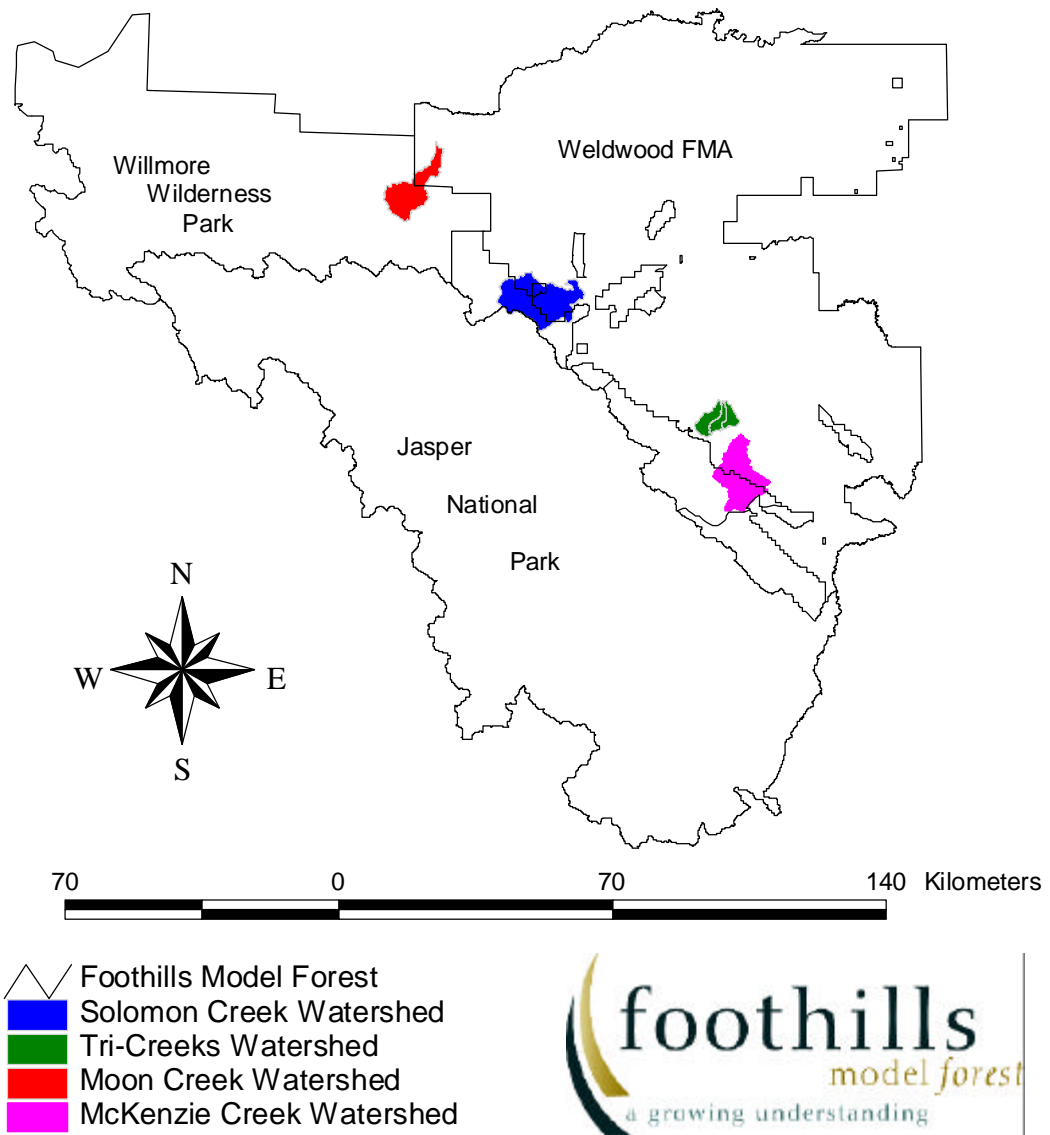 Weldwood FMA
Willmore
Wilderness
Park
Jasper
National
Park
N
W E
S
70 0 70 140 Kilometers
Foothills Model Forest
Solomon Creek Watershed
Tri-Creeks Watershed
Moon Creek Watershed
McKenzie Creek Watershed
foothills
model forest
a growing understanding